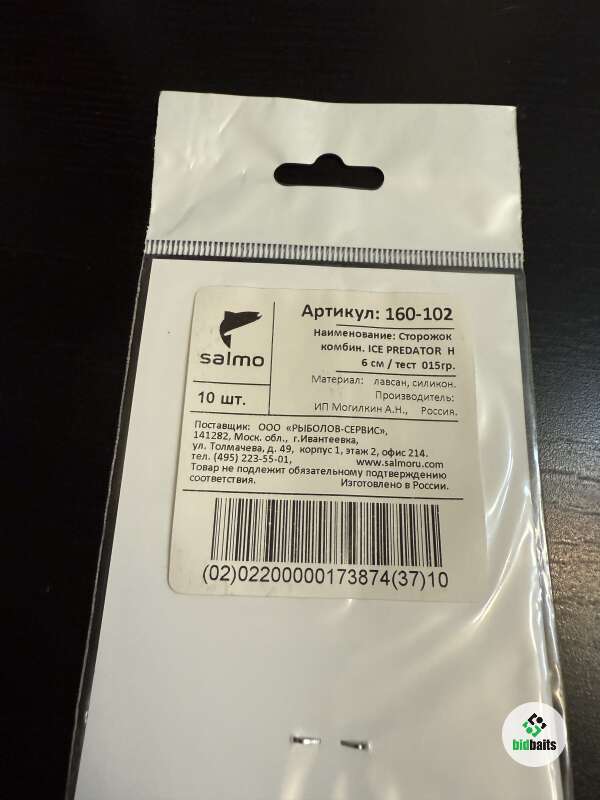 salmo
10 шт.
Артикул: 160-102
Наименование: Сторожок
комбин. ICE PREDATOR H
6 см / тест 015гр.
Материал: лавсан, силикон.
Производитель:
ИП Могилкин А.Н., Россия.
Поставщик: ООО «РЫБОЛОВ-СЕРВИС»,
141282, Моск. обл., г.Ивантеевка,
ул. Толмачева, д. 49, корпус 1, этаж 2, офис 214.
тел. (495) 223-55-01, www.salmoru.com
Товар не подлежит обязательному подтверждению
соответствия. Изготовлено в России.
(02)02200000173874(37)10
bidbaits